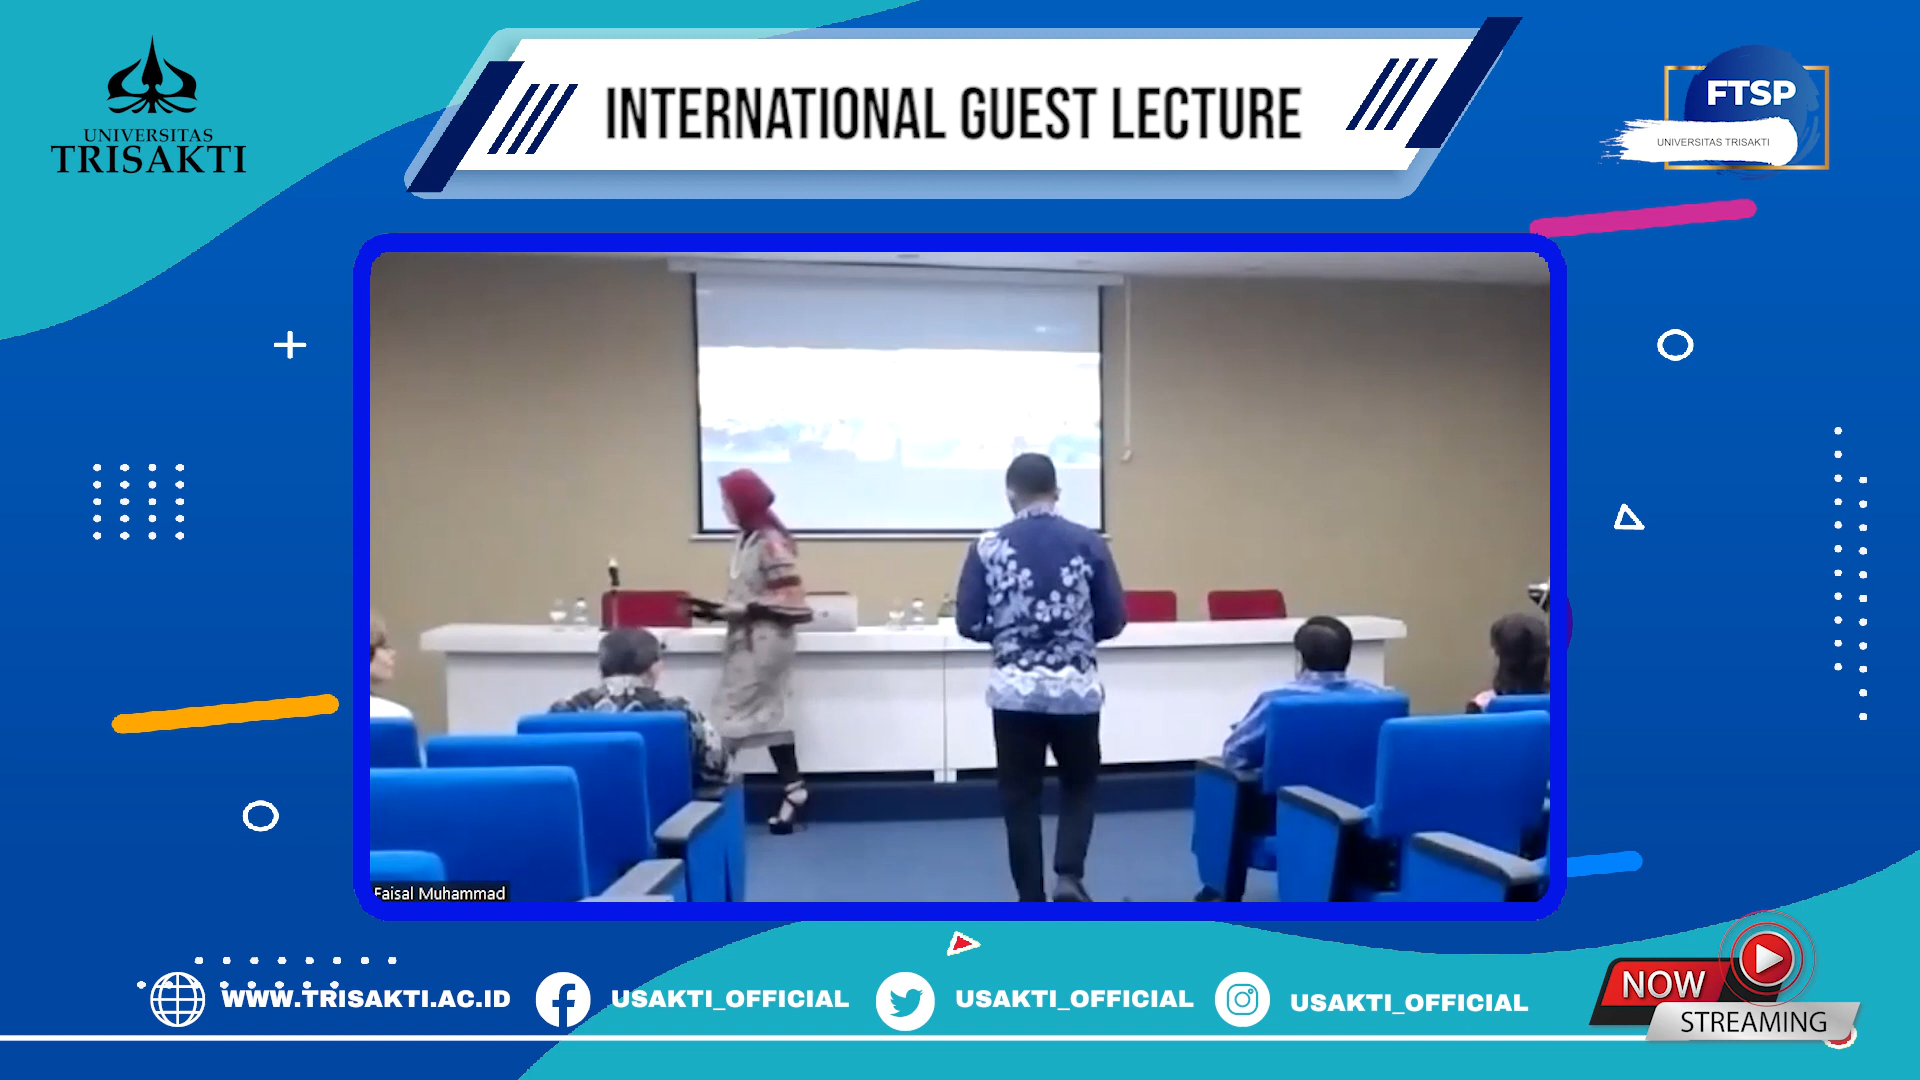 UNIVERSITAS
TRISAKTI
INTERNATIONAL GUEST LECTURE
FTSP
UNIVERSITAS TRISAKTI
Faisal Muhammad
WWW.TRISAKTI.AC.ID
USAKTI_OFFICIAL
USAKTI_OFFICIAL
USAKTI_OFFICIAL
NOW
STREAMING